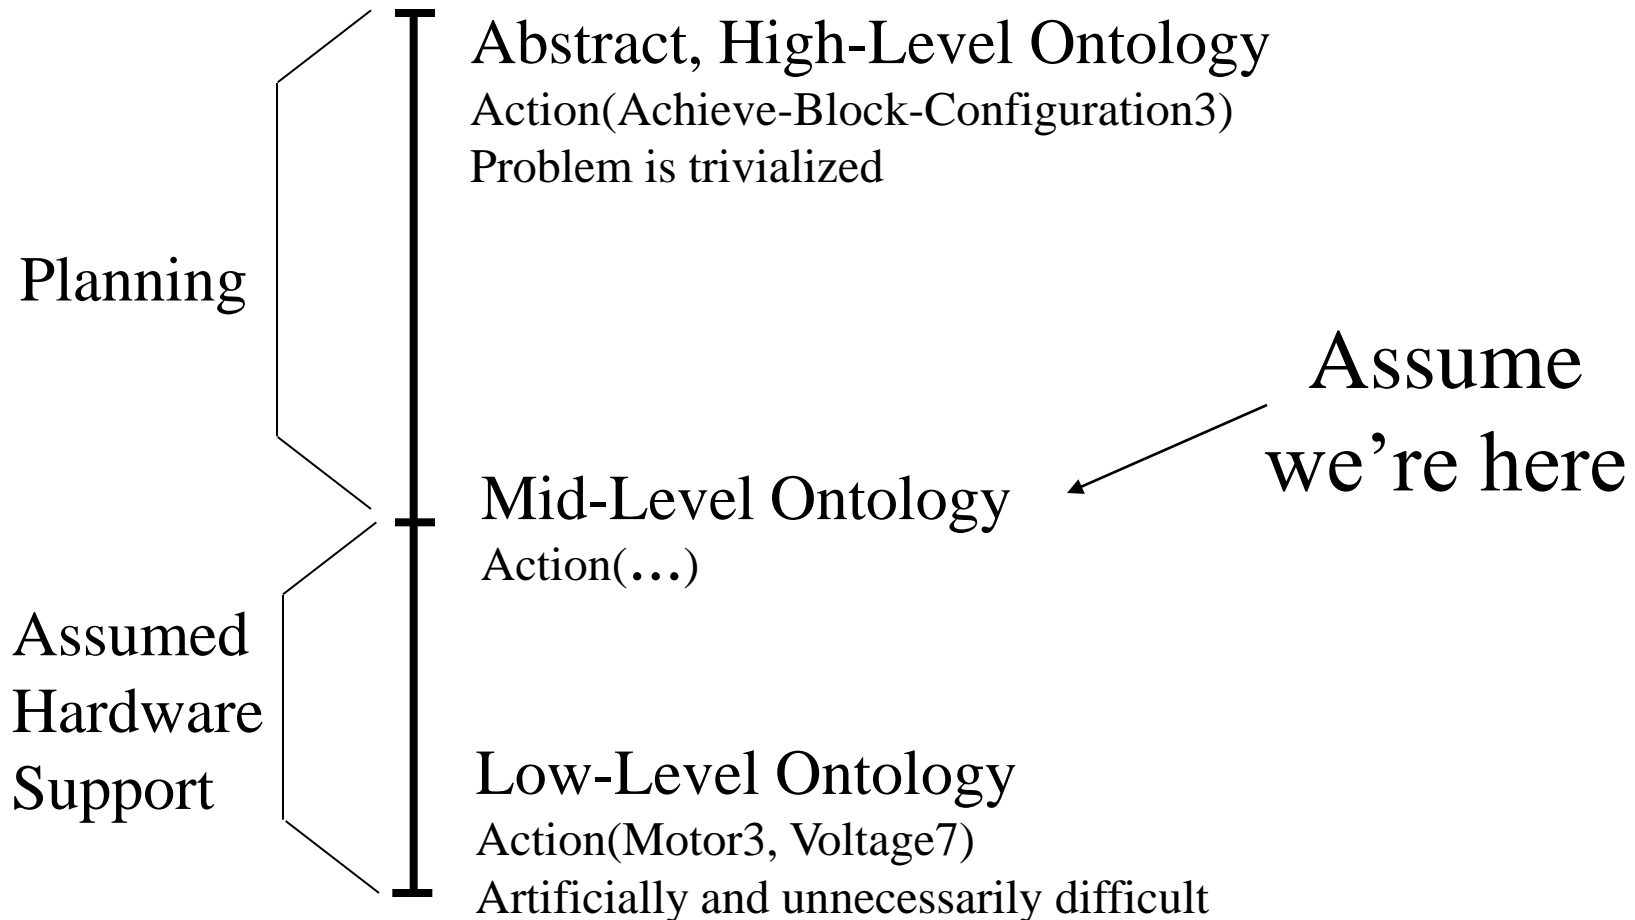 Abstract, High-Level Ontology
Action(Achieve-Block-Configuration3)
Problem is trivialized
Planning
Assume
we’re here
Mid-Level Ontology
Action(…)
Assumed
Hardware
Support
Low-Level Ontology
Action(Motor3, Voltage7)
Artificially and unnecessarily difficult